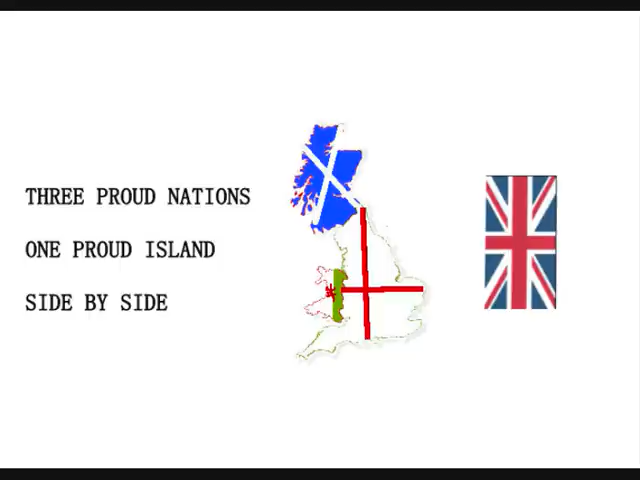 THREE PROUD NATIONS
ONE PROUD ISLAND
SIDE BY SIDE